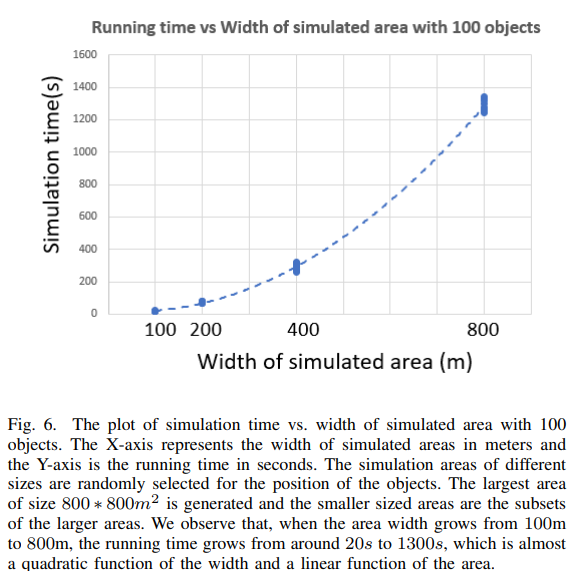 Running time vs Width of simulated area with 100 objects
Simulation time(s)
1600
1400
1200
1000
800
600
400
200
0
100 200 400 800
Width of simulated area (m)
Fig. 6. The plot of simulation time vs. width of simulated area with 100
objects. The X-axis represents the width of simulated areas in meters and
the Y-axis is the running time in seconds. The simulation areas of different
sizes are randomly selected for the position of the objects. The largest area
of size 800 ∗ 800m² is generated and the smaller sized areas are the subsets
of the larger areas. We observe that, when the area width grows from 100m
to 800m, the running time grows from around 20s to 1300s, which is almost
a quadratic function of the width and a linear function of the area.